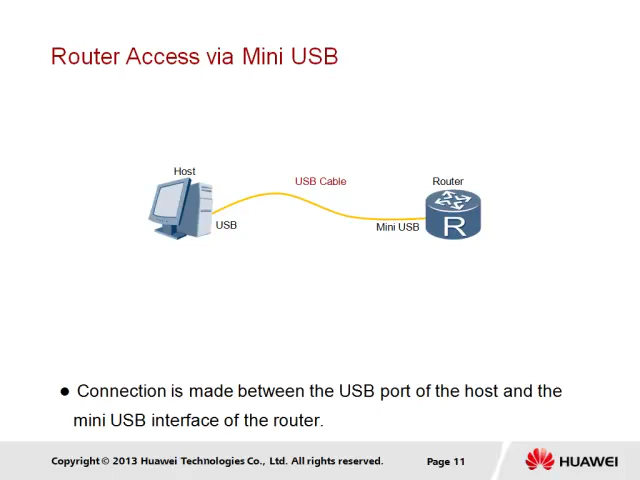 Router Access via Mini USB
Host
USB Cable
Router
USB
Mini USB
R
● Connection is made between the USB port of the host and the
mini USB interface of the router.
Copyright © 2013 Huawei Technologies Co., Ltd. All rights reserved.
Page 11
HUAWEI